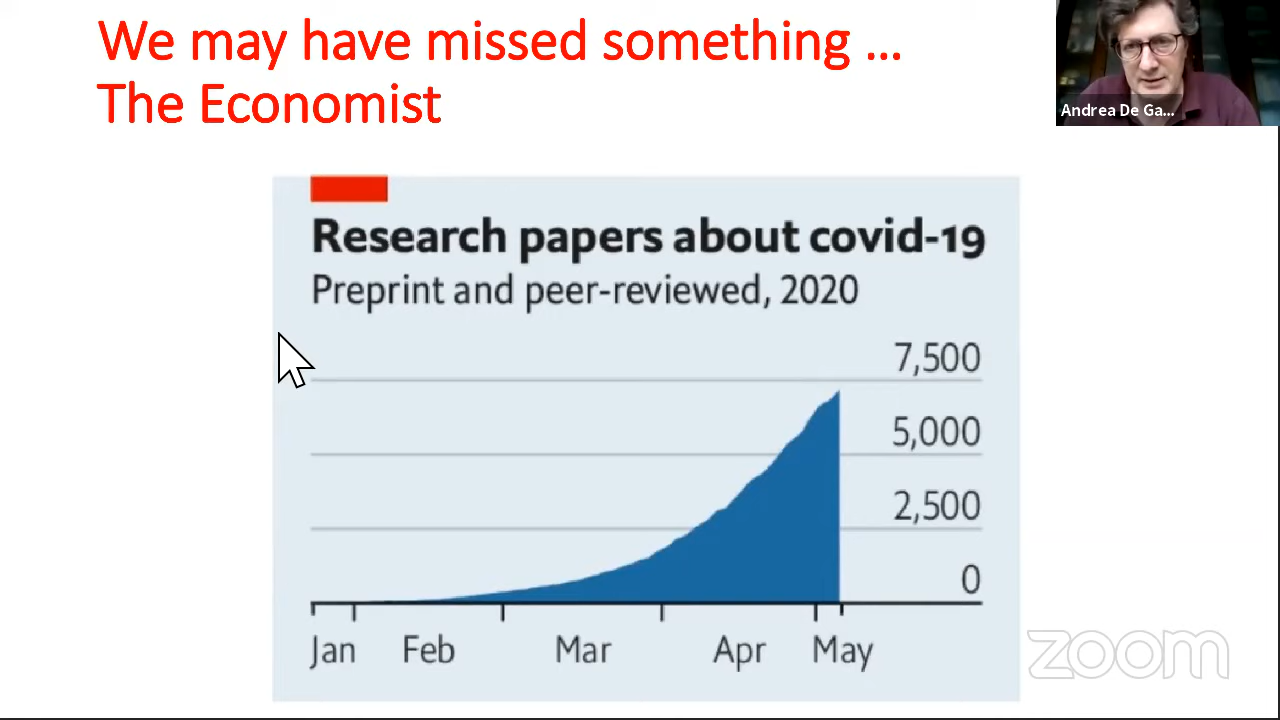 We may have missed something ...
The Economist
Andrea De Ga...
Research papers about covid-19
Preprint and peer-reviewed, 2020
7,500
5,000
2,500
0
Jan Feb Mar Apr May
zoom